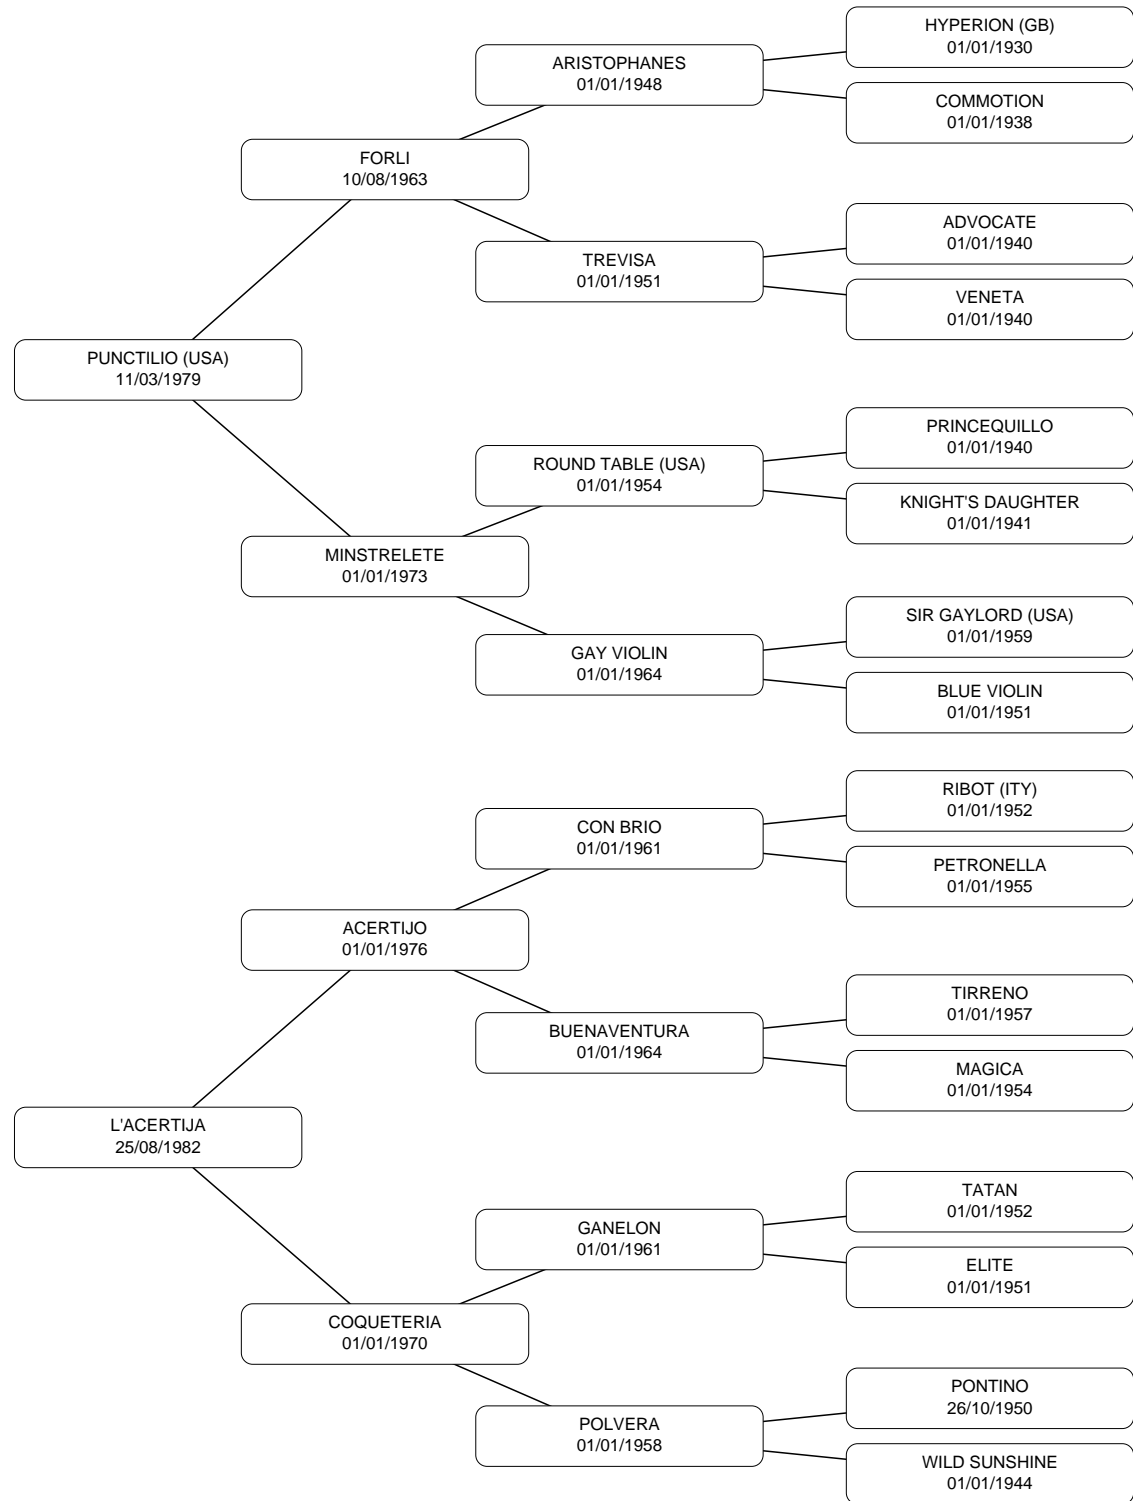 HYPERION (GB)
01/01/1930
ARISTOPHANES
01/01/1948
COMMOTION
01/01/1938
FORLI
10/08/1963
ADVOCATE
01/01/1940
TREVISA
01/01/1951
VENETA
01/01/1940
PUNCTILIO (USA)
11/03/1979
PRINCEQUILLO
01/01/1940
ROUND TABLE (USA)
01/01/1954
KNIGHT'S DAUGHTER
01/01/1941
MINSTRELETE
01/01/1973
SIR GAYLORD (USA)
01/01/1959
GAY VIOLIN
01/01/1964
BLUE VIOLIN
01/01/1951
RIBOT (ITY)
01/01/1952
CON BRIO
01/01/1961
PETRONELLA
01/01/1955
ACERTIJO
01/01/1976
TIRRENO
01/01/1957
BUENAVENTURA
01/01/1964
MAGICA
01/01/1954
L'ACERTIJA
25/08/1982
TATAN
01/01/1952
GANELON
01/01/1961
ELITE
01/01/1951
COQUETERIA
01/01/1970
PONTINO
26/10/1950
POLVERA
01/01/1958
WILD SUNSHINE
01/01/1944